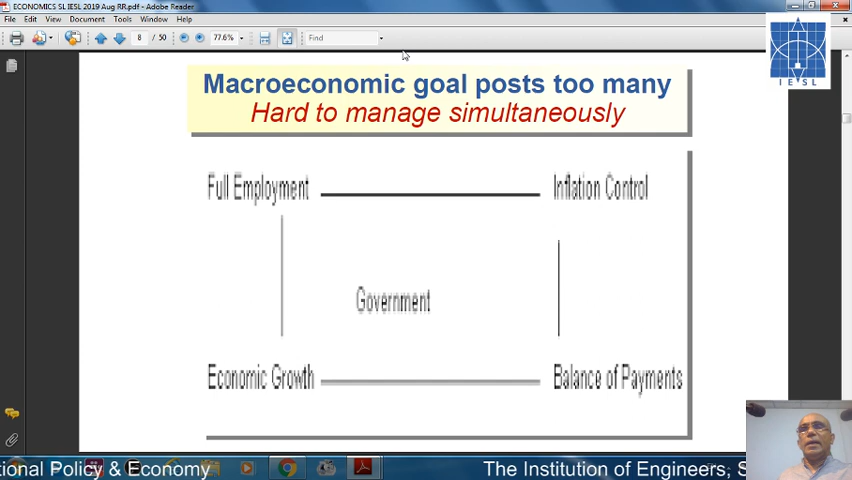 ECONOMICS SL IESL 2019 Aug RR.pdf - Adobe Reader
File Edit View Document Tools Window Help
8 / 50 77.6% Find
IESL
Macroeconomic goal posts too many
Hard to manage simultaneously
Full Employment Inflation Control
Government
Economic Growth Balance of Payments
tional Policy & Economy The Institution of Engineers; S